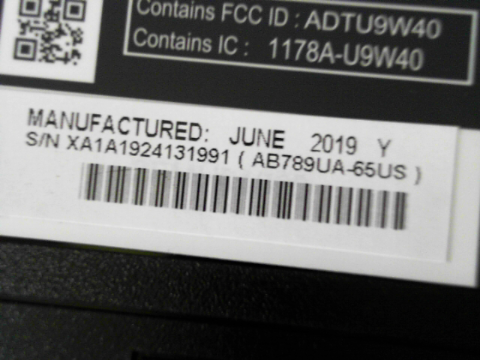 Contains FCC ID : ADTU9W40
Contains IC : 1178A-U9W40
MANUFACTURED: JUNE 2019 Y
S/N XA1A1924131991 ( AB789UA-65US )